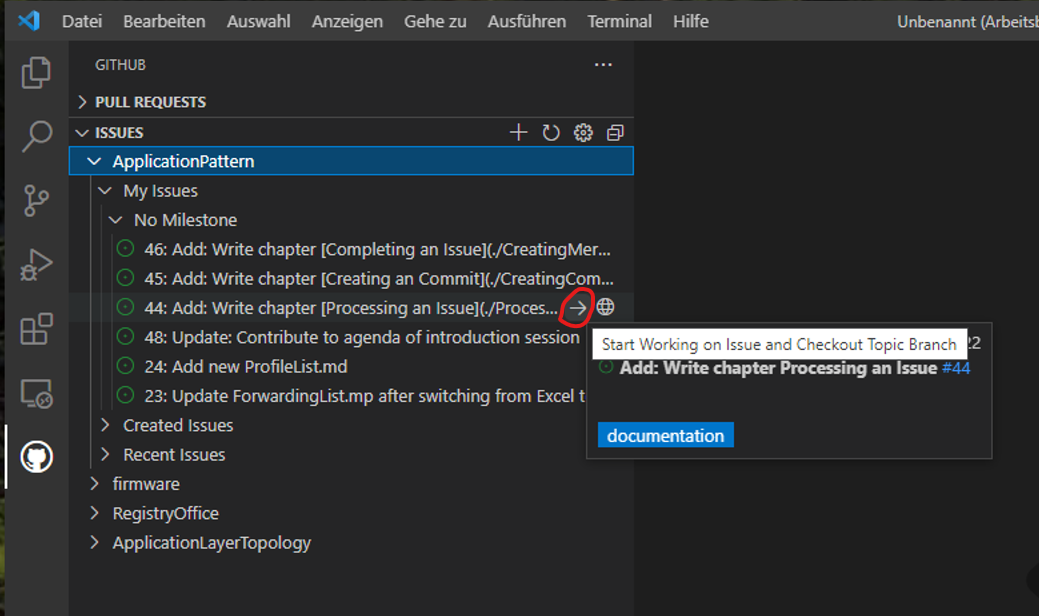 Datei Bearbeiten Auswahl Anzeigen Gehe zu Ausführen Terminal Hilfe Unbenannt (Arbeitsb
GITHUB ...
PULL REQUESTS
ISSUES
ApplicationPattern
My Issues
No Milestone
46: Add: Write chapter [Completing an Issue](./CreatingMer...
45: Add: Write chapter [Creating an Commit](./CreatingCom...
44: Add: Write chapter [Processing an Issue](./Proces...
48: Update: Contribute to agenda of introduction session
Start Working on Issue and Checkout Topic Branch 22
24: Add new ProfileList.md
Add: Write chapter Processing an Issue #44
23: Update ForwardingList.mp after switching from Excel t
Created Issues
documentation
Recent Issues
firmware
RegistryOffice
ApplicationLayerTopology